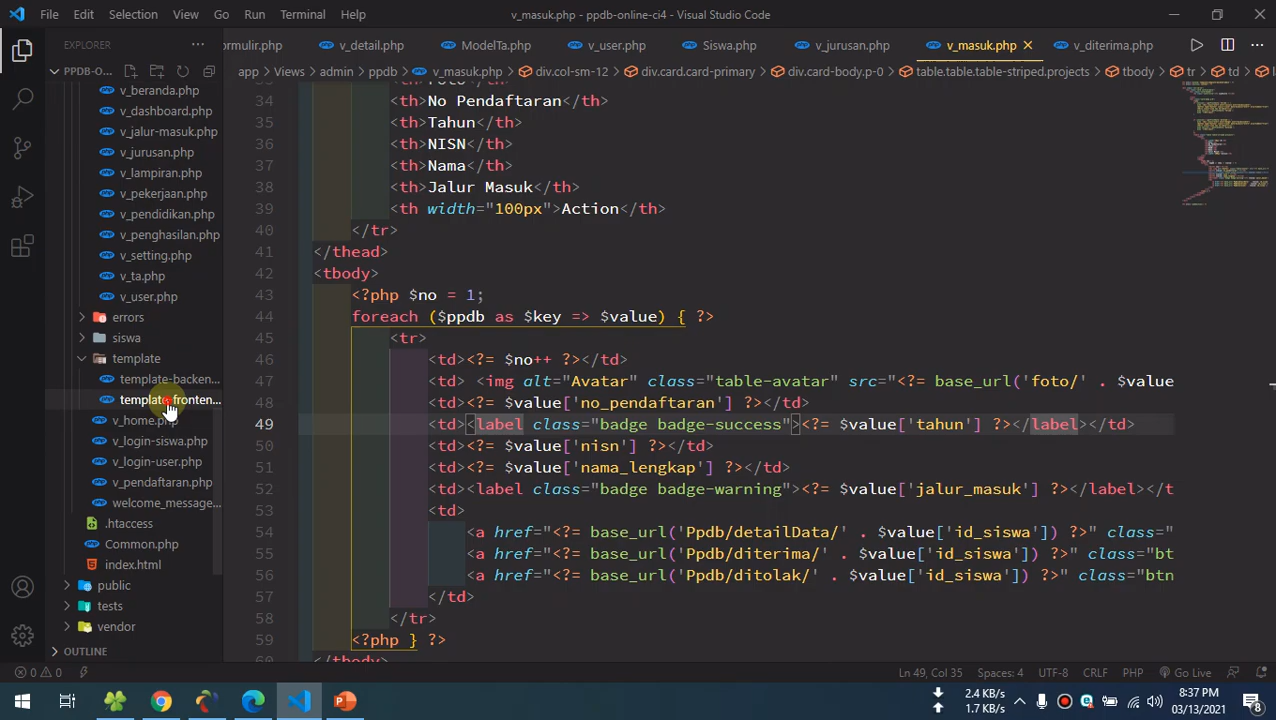 File Edit Selection View Go Run Terminal Help
v_masuk.php - ppdb-online-ci4 - Visual Studio Code
EXPLORER
PPDB-O...
v_beranda.php
v_dashboard.php
v_jalur-masuk.php
v_jurusan.php
v_lampiran.php
v_pekerjaan.php
v_pendidikan.php
v_penghasilan.php
v_setting.php
v_ta.php
v_user.php
errors
siswa
template
template-backen...
template-fronten...
v_home.php
v_login-siswa.php
v_login-user.php
v_pendaftaran.php
welcome_message...
.htaccess
Common.php
index.html
public
tests
vendor
OUTLINE
ormulir.php v_detail.php ModelTa.php v_user.php Siswa.php v_jurusan.php v_masuk.php v_diterima.php
app > Views > admin > ppdb > v_masuk.php > div.col-sm-12 > div.card.card-primary > div.card-body.p-0 > table.table.table-striped.projects > tbody > tr > td > label
34 <th>No Pendaftaran</th>
35 <th>Tahun</th>
36 <th>NISN</th>
37 <th>Nama</th>
38 <th>Jalur Masuk</th>
39 <th width="100px">Action</th>
40 </tr>
41 </thead>
42 <tbody>
43 <?php $no = 1;
44 foreach ($ppdb as $key => $value) { ?>
45 <tr>
46 <td><?= $no++ ?></td>
47 <td> <img alt="Avatar" class="table-avatar" src="<?= base_url('foto/' . $value
48 <td><?= $value['no_pendaftaran'] ?></td>
49 <td><label class="badge badge-success"><?= $value['tahun'] ?></label></td>
50 <td><?= $value['nisn'] ?></td>
51 <td><?= $value['nama_lengkap'] ?></td>
52 <td><label class="badge badge-warning"><?= $value['jalur_masuk'] ?></label></t
53 <td>
54 <a href="<?= base_url('Ppdb/detailData/' . $value['id_siswa']) ?>" class="
55 <a href="<?= base_url('Ppdb/diterima/' . $value['id_siswa']) ?>" class="bt
56 <a href="<?= base_url('Ppdb/ditolak/' . $value['id_siswa']) ?>" class="btn
57 </td>
58 </tr>
59 <?php } ?>
60 </tbody>
0 0 Ln 49, Col 35 Spaces: 4 UTF-8 CRLF PHP Go Live
2.4 KB/s
1.7 KB/s
8:37 PM
03/13/2021
8